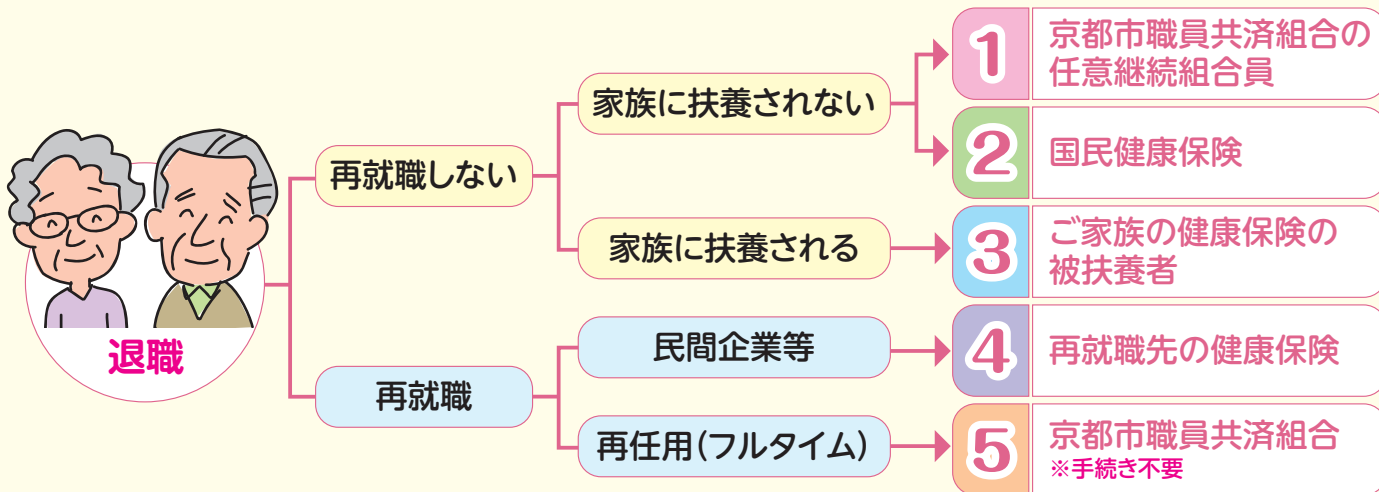 退職
再就職しない
再就職
家族に扶養されない
家族に扶養される
民間企業等
再任用(フルタイム)
1
京都市職員共済組合の
任意継続組合員
2
国民健康保険
3
ご家族の健康保険の
被扶養者
4
再就職先の健康保険
5
京都市職員共済組合
※手続き不要